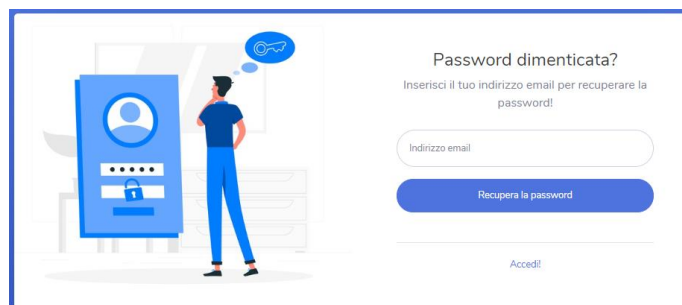 Password dimenticata?
Inserisci il tuo indirizzo email per recuperare la
password!
Indirizzo email
Recupera la password
Accedi!